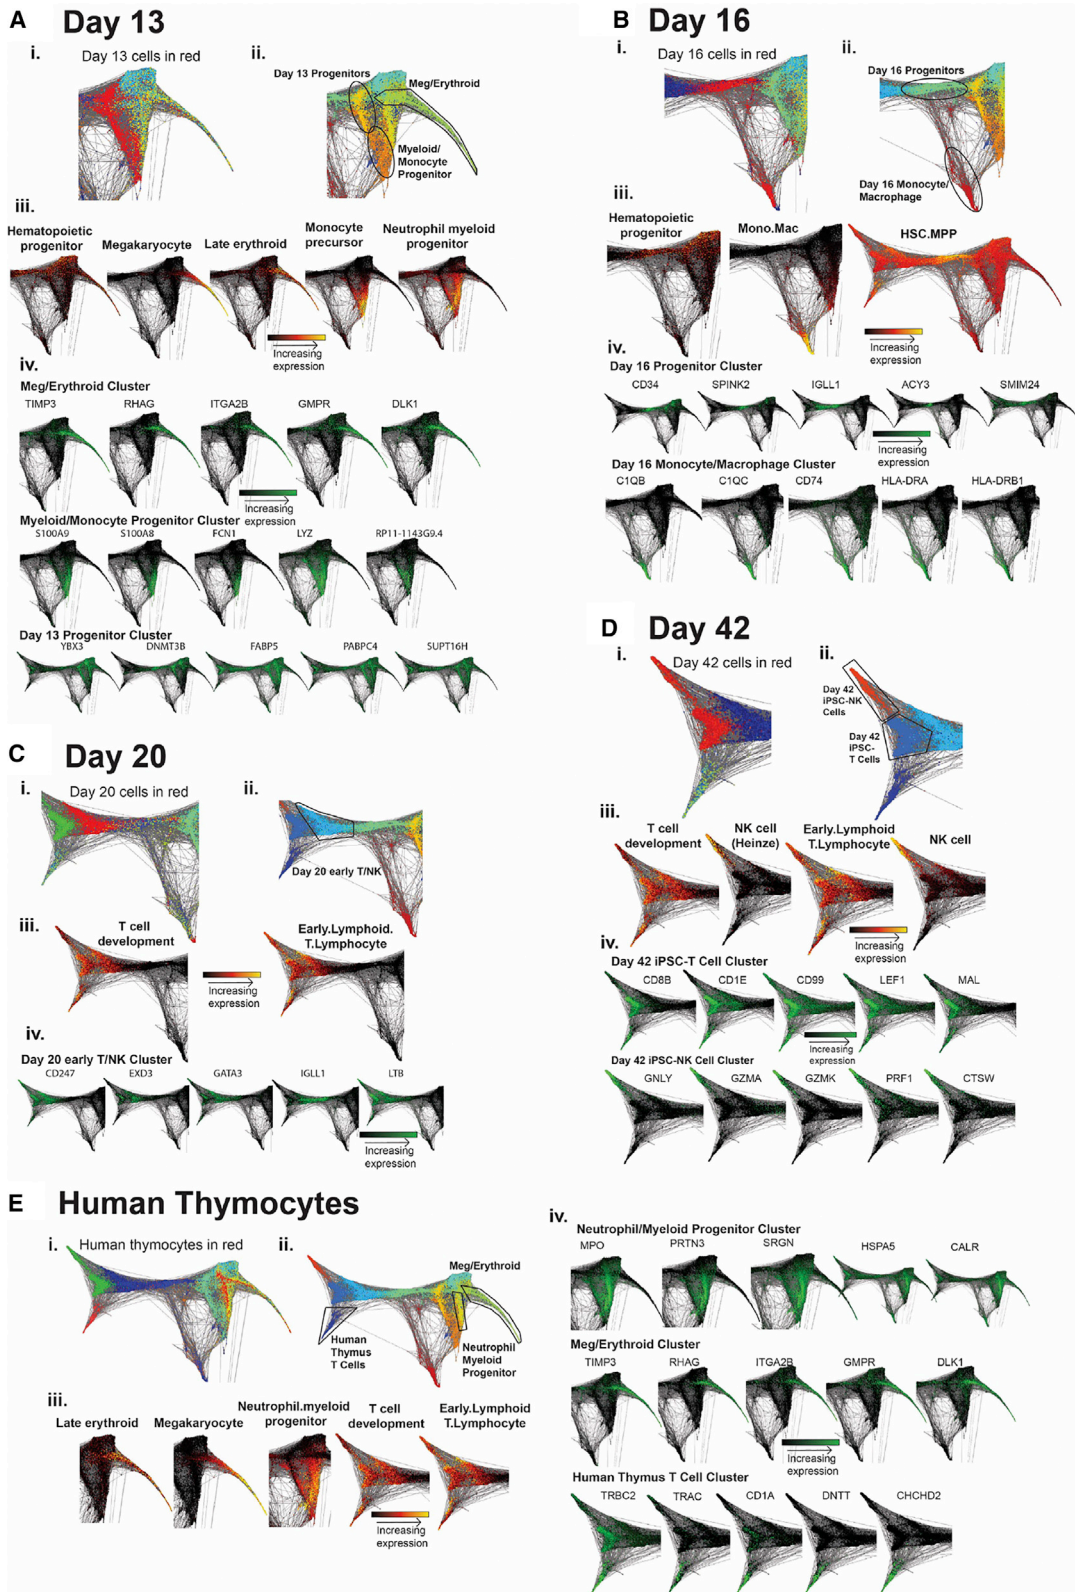 A Day 13
i.
Day 13 cells in red
ii.
Day 13 Progenitors
Meg/Erythroid
Myeloid/
Monocyte
Progenitor
iii.
Hematopoietic
progenitor
Megakaryocyte
Late erythroid
Monocyte
precursor
Neutrophil myeloid
progenitor
Increasing
expression
iv.
Meg/Erythroid Cluster
TIMP3 RHAG ITGA2B GMPR DLK1
Increasing
expression
Myeloid/Monocyte Progenitor Cluster
S100A9 S100A8 FCN1 LYZ RP11-1143G9.4
Day 13 Progenitor Cluster
YBX3 DNMT3B FABP5 PABPC4 SUPT16H
B Day 16
i.
Day 16 cells in red
ii.
Day 16 Progenitors
Day 16 Monocyte/
Macrophage
iii.
Hematopoietic
progenitor
Mono.Mac
HSC.MPP
Increasing
expression
iv.
Day 16 Progenitor Cluster
CD34 SPINK2 IGLL1 ACY3 SMIM24
Increasing
expression
Day 16 Monocyte/Macrophage Cluster
C1QB C1QC CD74 HLA-DRA HLA-DRB1
C Day 20
i.
Day 20 cells in red
ii.
Day 20 early T/NK
iii.
T cell
development
Early.Lymphoid.
T.Lymphocyte
Increasing
expression
iv.
Day 20 early T/NK Cluster
CD247 EXD3 GATA3 IGLL1 LTB
Increasing
expression
D Day 42
i.
Day 42 cells in red
ii.
Day 42
iPSC-NK
Cells
Day 42
iPSC-
T Cells
iii.
T cell
development
NK cell
(Heinze)
Early.Lymphoid
T.Lymphocyte
NK cell
Increasing
expression
iv.
Day 42 iPSC-T Cell Cluster
CD8B CD1E CD99 LEF1 MAL
Increasing
expression
Day 42 iPSC-NK Cell Cluster
GNLY GZMA GZMK PRF1 CTSW
E Human Thymocytes
i.
Human thymocytes in red
ii.
Meg/Erythroid
Human
Thymus
T Cells
Neutrophil
Myeloid
Progenitor
iii.
Late erythroid
Megakaryocyte
Neutrophil.myeloid
progenitor
T cell
development
Early.Lymphoid
T.Lymphocyte
Increasing
expression
iv.
Neutrophil/Myeloid Progenitor Cluster
MPO PRTN3 SRGN HSPA5 CALR
Meg/Erythroid Cluster
TIMP3 RHAG ITGA2B GMPR DLK1
Increasing
expression
Human Thymus T Cell Cluster
TRBC2 TRAC CD1A DNTT CHCHD2